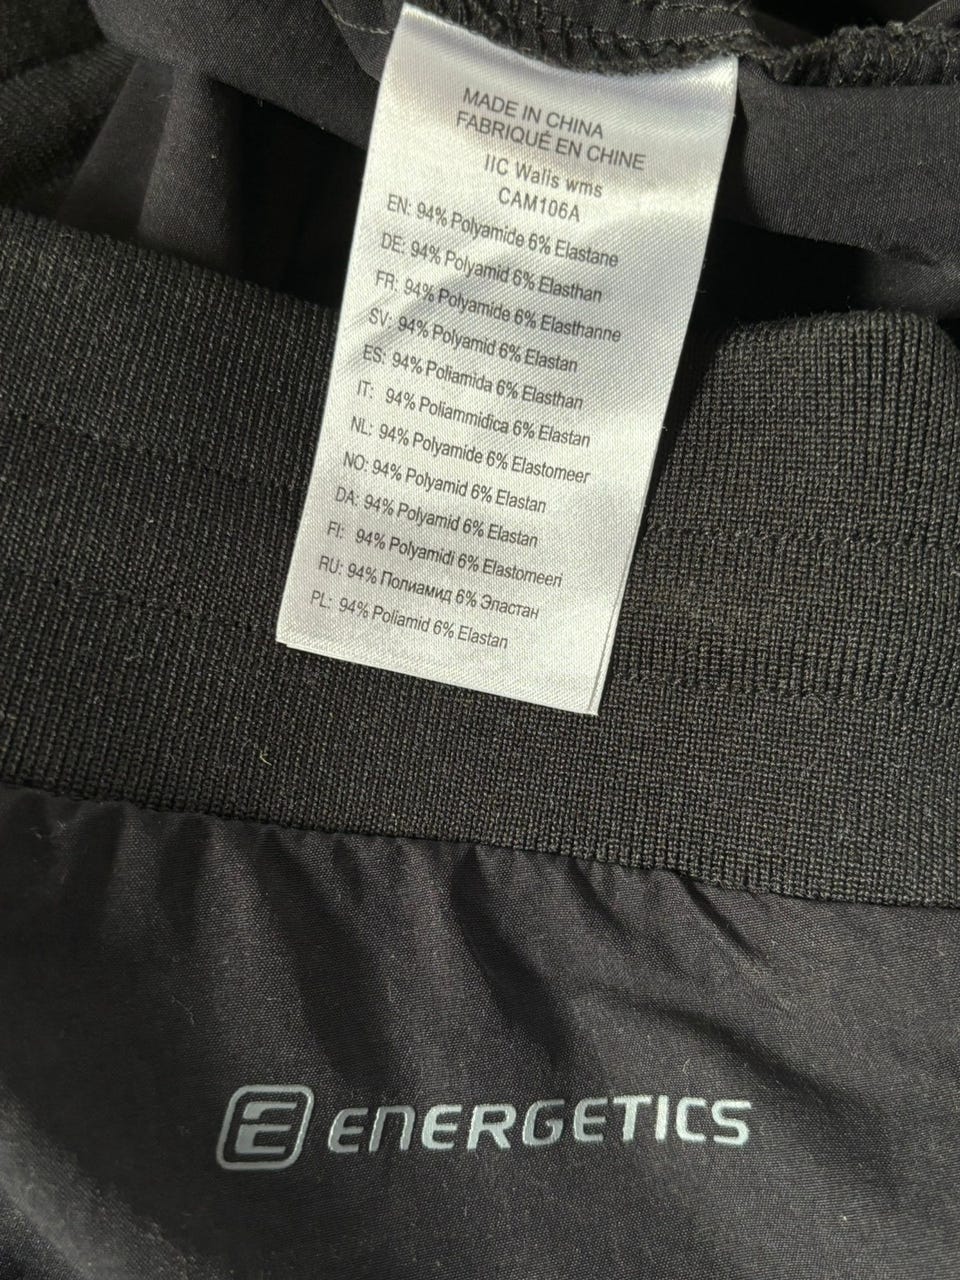 MADE IN CHINA
FABRIQUÉ EN CHINE
IIC Walis wms
CAM106A
EN: 94% Polyamide 6% Elastane
DE: 94% Polyamid 6% Elasthan
FR: 94% Polyamide 6% Elasthanne
SV: 94% Polyamid 6% Elastan
ES: 94% Poliamida 6% Elasthan
IT: 94% Poliammidica 6% Elastan
NL: 94% Polyamide 6% Elastomeer
NO: 94% Polyamid 6% Elastan
DA: 94% Polyamid 6% Elastan
FI: 94% Polyamidi 6% Elastomeeri
RU: 94% Полиамид 6% Эластан
PL: 94% Poliamid 6% Elastan
E ENERGETICS